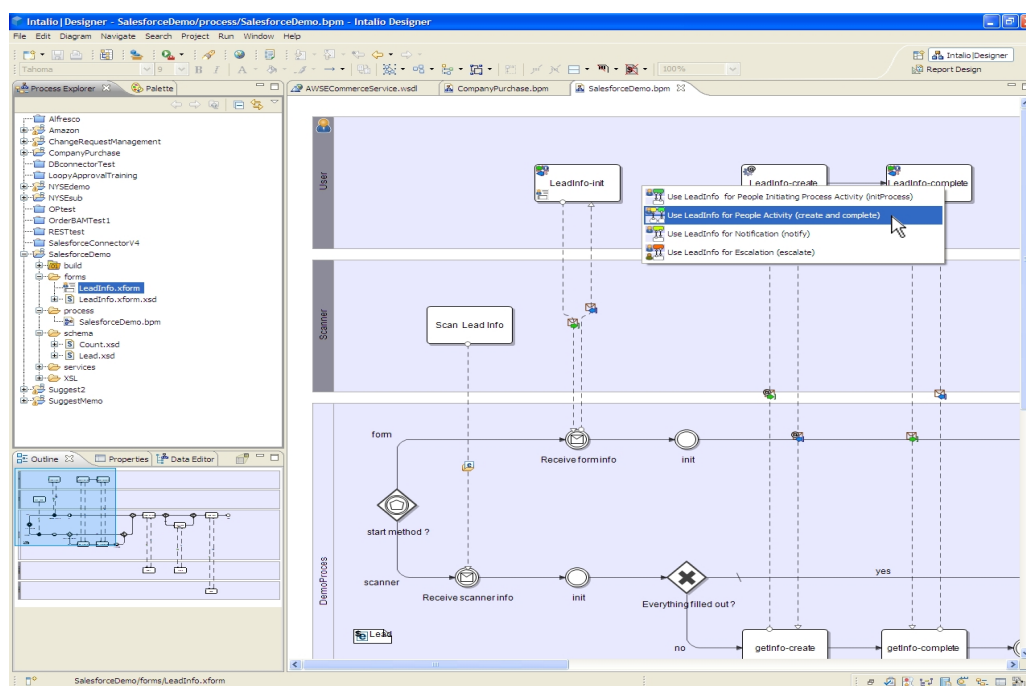 Intalio|Designer - SalesforceDemo/process/SalesforceDemo.bpm - Intalio Designer
File Edit Diagram Navigate Search Project Run Window Help
Tahoma 9 B I A 100%
Intalio|Designer
Report Design
Process Explorer Palette
AWSECommerceService.wsdl CompanyPurchase.bpm SalesforceDemo.bpm
Alfresco
Amazon
ChangeRequestManagement
CompanyPurchase
DBconnectorTest
LoopyApprovalTraining
NYSEdemo
NYSEsub
OPtest
OrderBAMTest1
RESTtest
SalesforceConnectorV4
SalesforceDemo
build
forms
LeadInfo.xform
LeadInfo.xform.xsd
process
SalesforceDemo.bpm
schema
Count.xsd
Lead.xsd
services
XSL
Suggest2
SuggestMemo
Outline Properties Data Editor
User
LeadInfo-init
LeadInfo-create
LeadInfo-complete
Use LeadInfo for People Initiating Process Activity (initProcess)
Use LeadInfo for People Activity (create and complete)
Use LeadInfo for Notification (notify)
Use LeadInfo for Escalation (escalate)
Scanner
Scan Lead Info
DemoProces
form
Receive form info
init
start method ?
scanner
Receive scanner info
init
Everything filled out ?
yes
no
getInfo-create
getInfo-complete
Lead
SalesforceDemo/forms/LeadInfo.xform